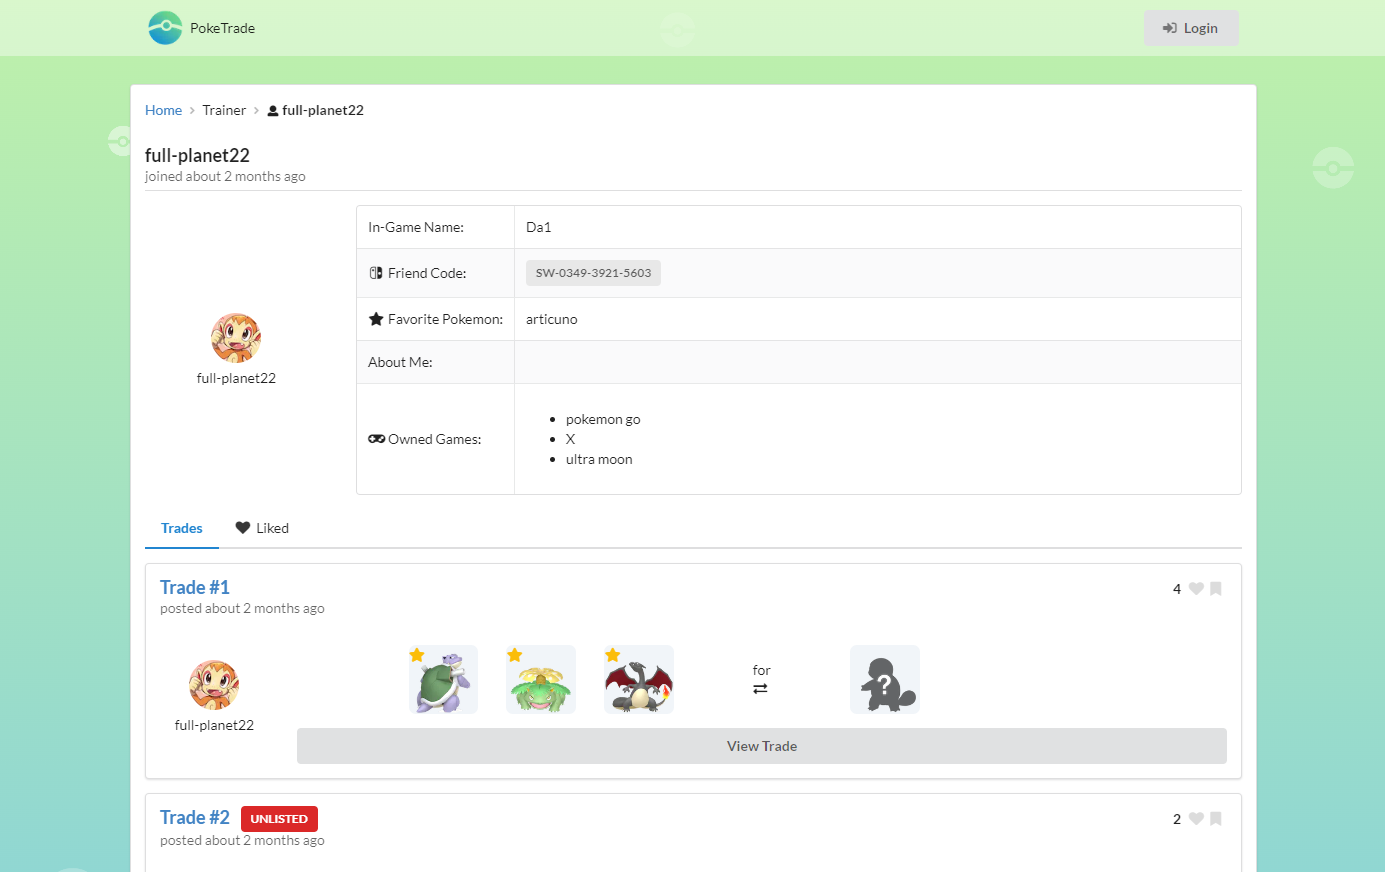 PokeTrade
Login
Home > Trainer > full-planet22
full-planet22
joined about 2 months ago
full-planet22
In-Game Name: Da1
Friend Code: SW-0349-3921-5603
Favorite Pokemon: articuno
About Me:
Owned Games:
• pokemon go
• X
• ultra moon
Trades Liked
Trade #1
4
posted about 2 months ago
full-planet22
for
?
View Trade
Trade #2 UNLISTED
2
posted about 2 months ago